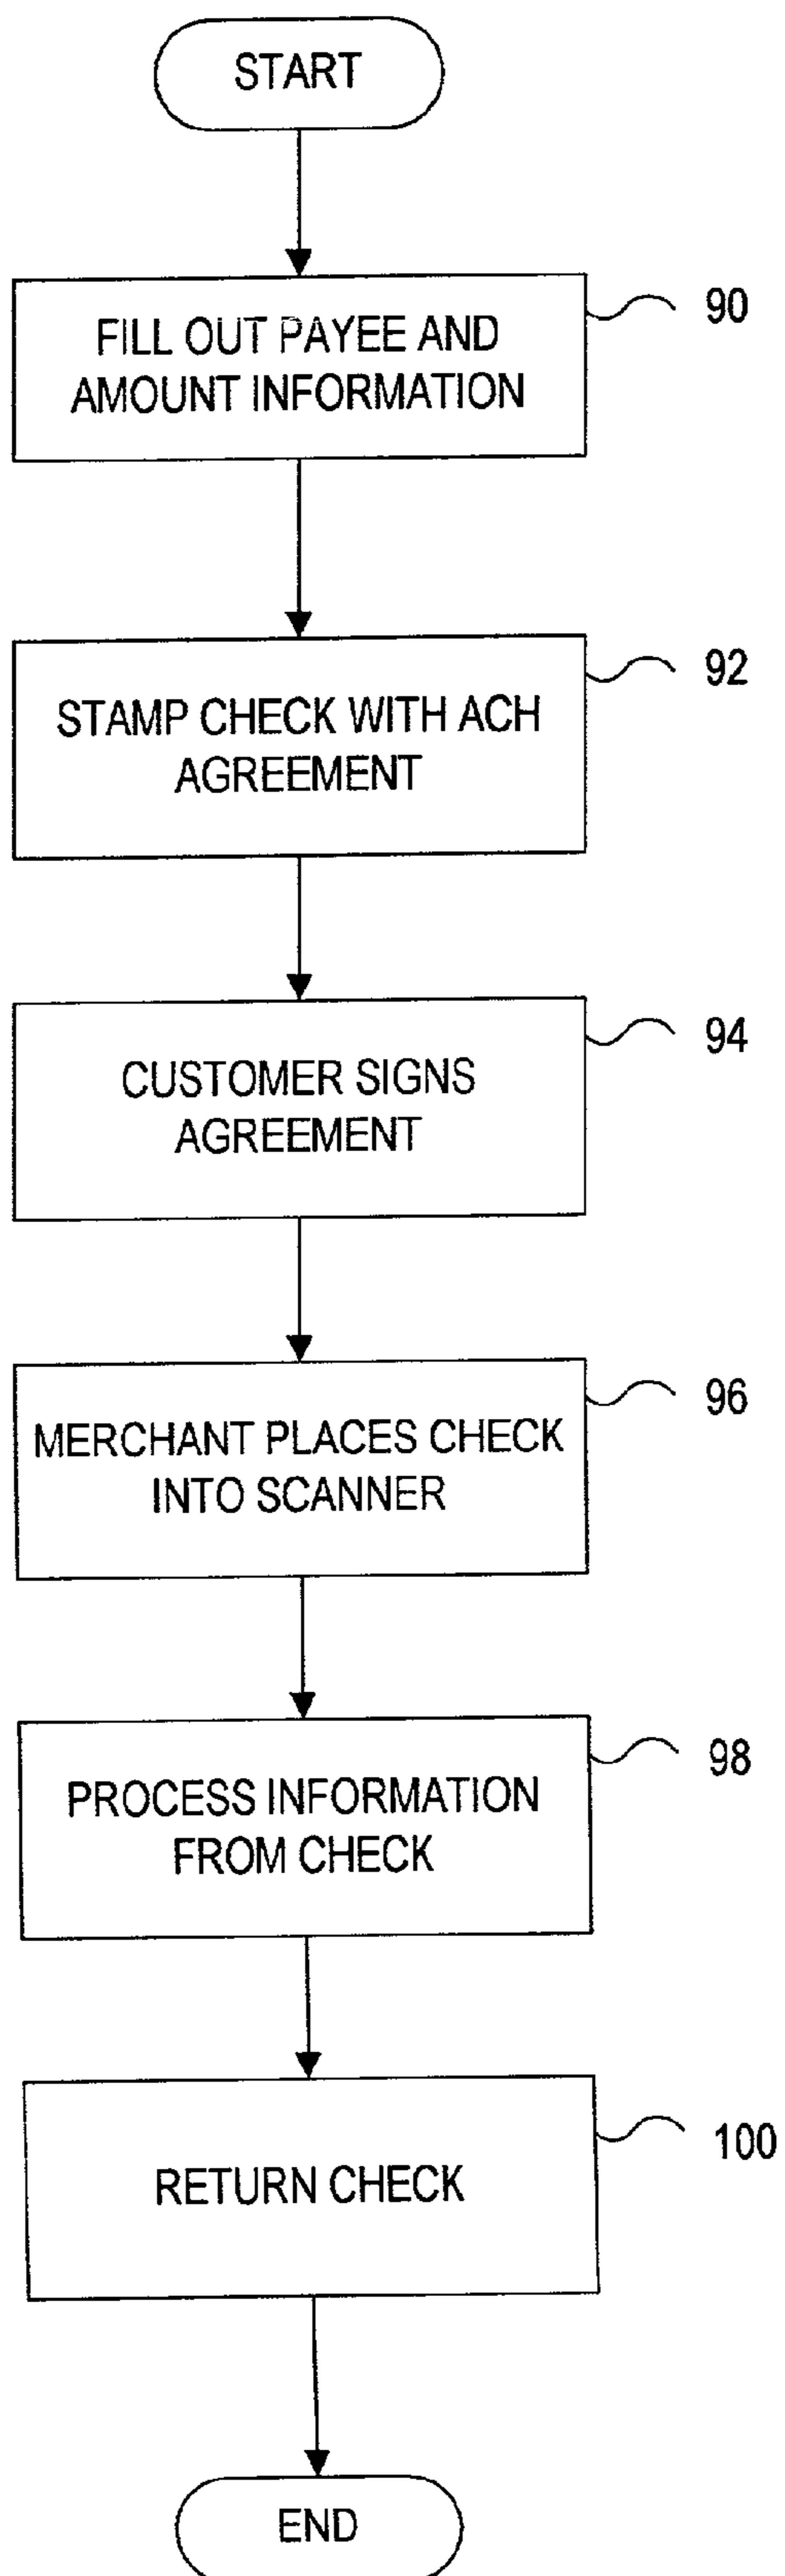 START
FILL OUT PAYEE AND
AMOUNT INFORMATION
90
STAMP CHECK WITH ACH
AGREEMENT
92
CUSTOMER SIGNS
AGREEMENT
94
MERCHANT PLACES CHECK
INTO SCANNER
96
PROCESS INFORMATION
FROM CHECK
98
RETURN CHECK
100
END